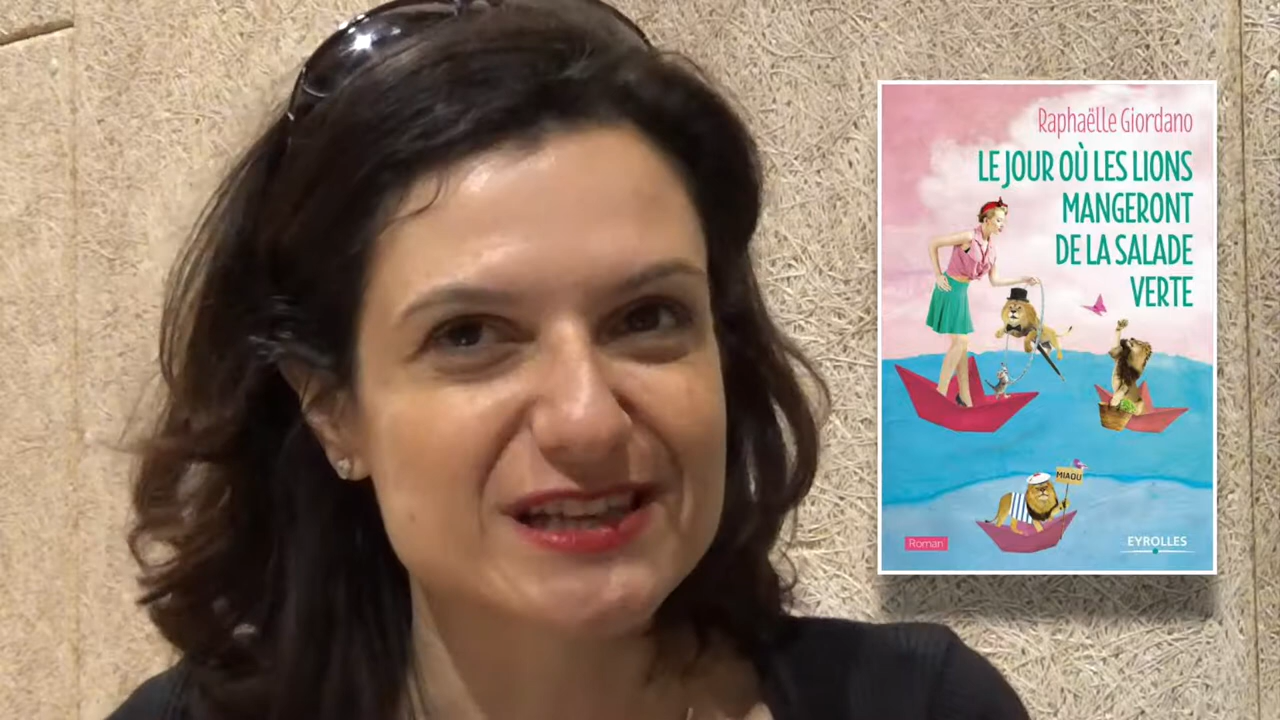 Raphaëlle Giordano
LE JOUR OÙ LES LIONS
MANGERONT
DE LA SALADE
VERTE
MIAOU
Roman
EYROLLES